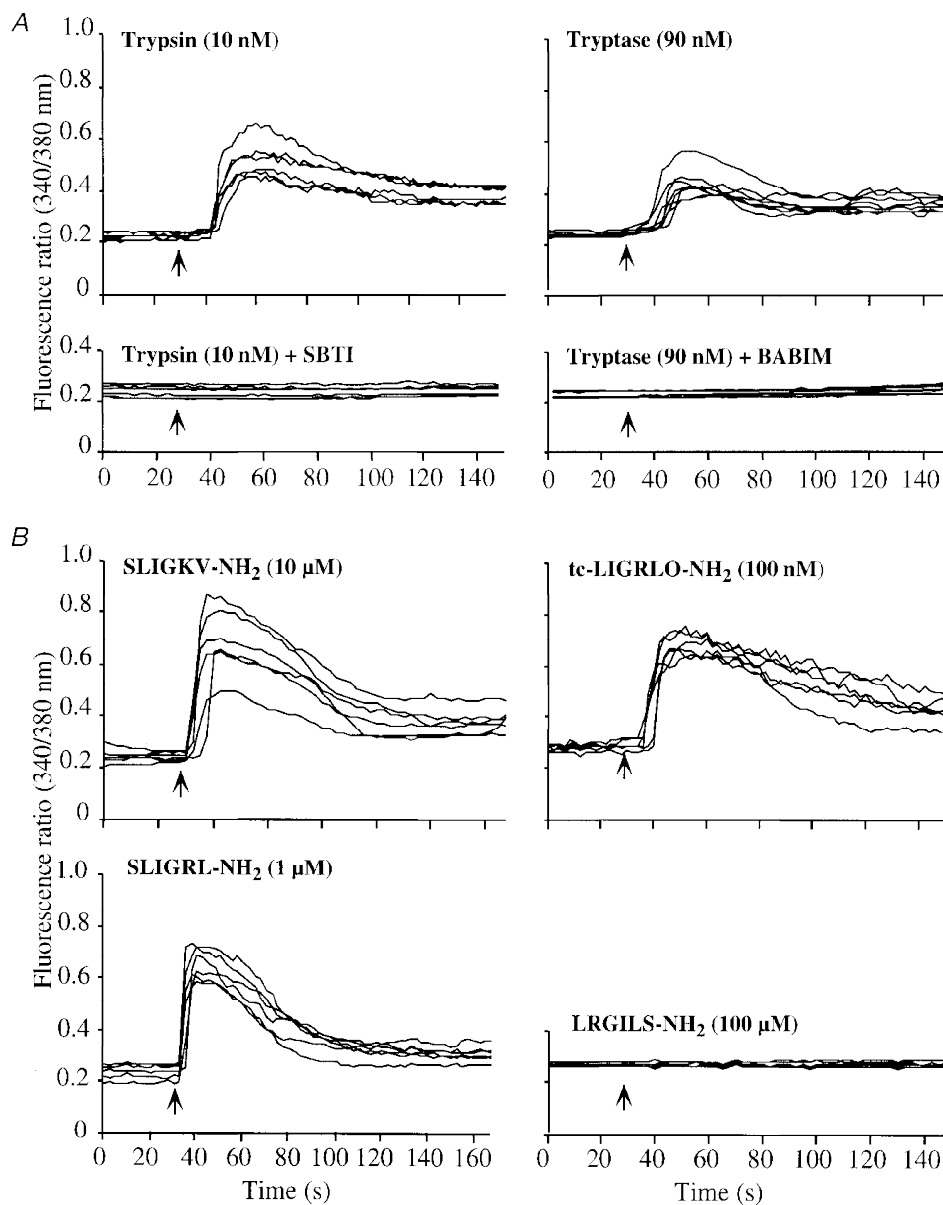 A
Trypsin (10 nM)
Tryptase (90 nM)
Fluorescence ratio (340/380 nm)
1.0
0.8
0.6
0.4
0.2
0
Trypsin (10 nM) + SBTI
Tryptase (90 nM) + BABIM
0.4
0.2
0
0 20 40 60 80 100 120 140
0 20 40 60 80 100 120 140
B
SLIGKV-NH2 (10 µM)
tc-LIGRLO-NH2 (100 nM)
Fluorescence ratio (340/380 nm)
1.0
0.8
0.6
0.4
0.2
0
SLIGRL-NH2 (1 µM)
LRGILS-NH2 (100 µM)
1.0
0.8
0.6
0.4
0.2
0
0 20 40 60 80 100 120 140 160
0 20 40 60 80 100 120 140
Time (s)
Time (s)